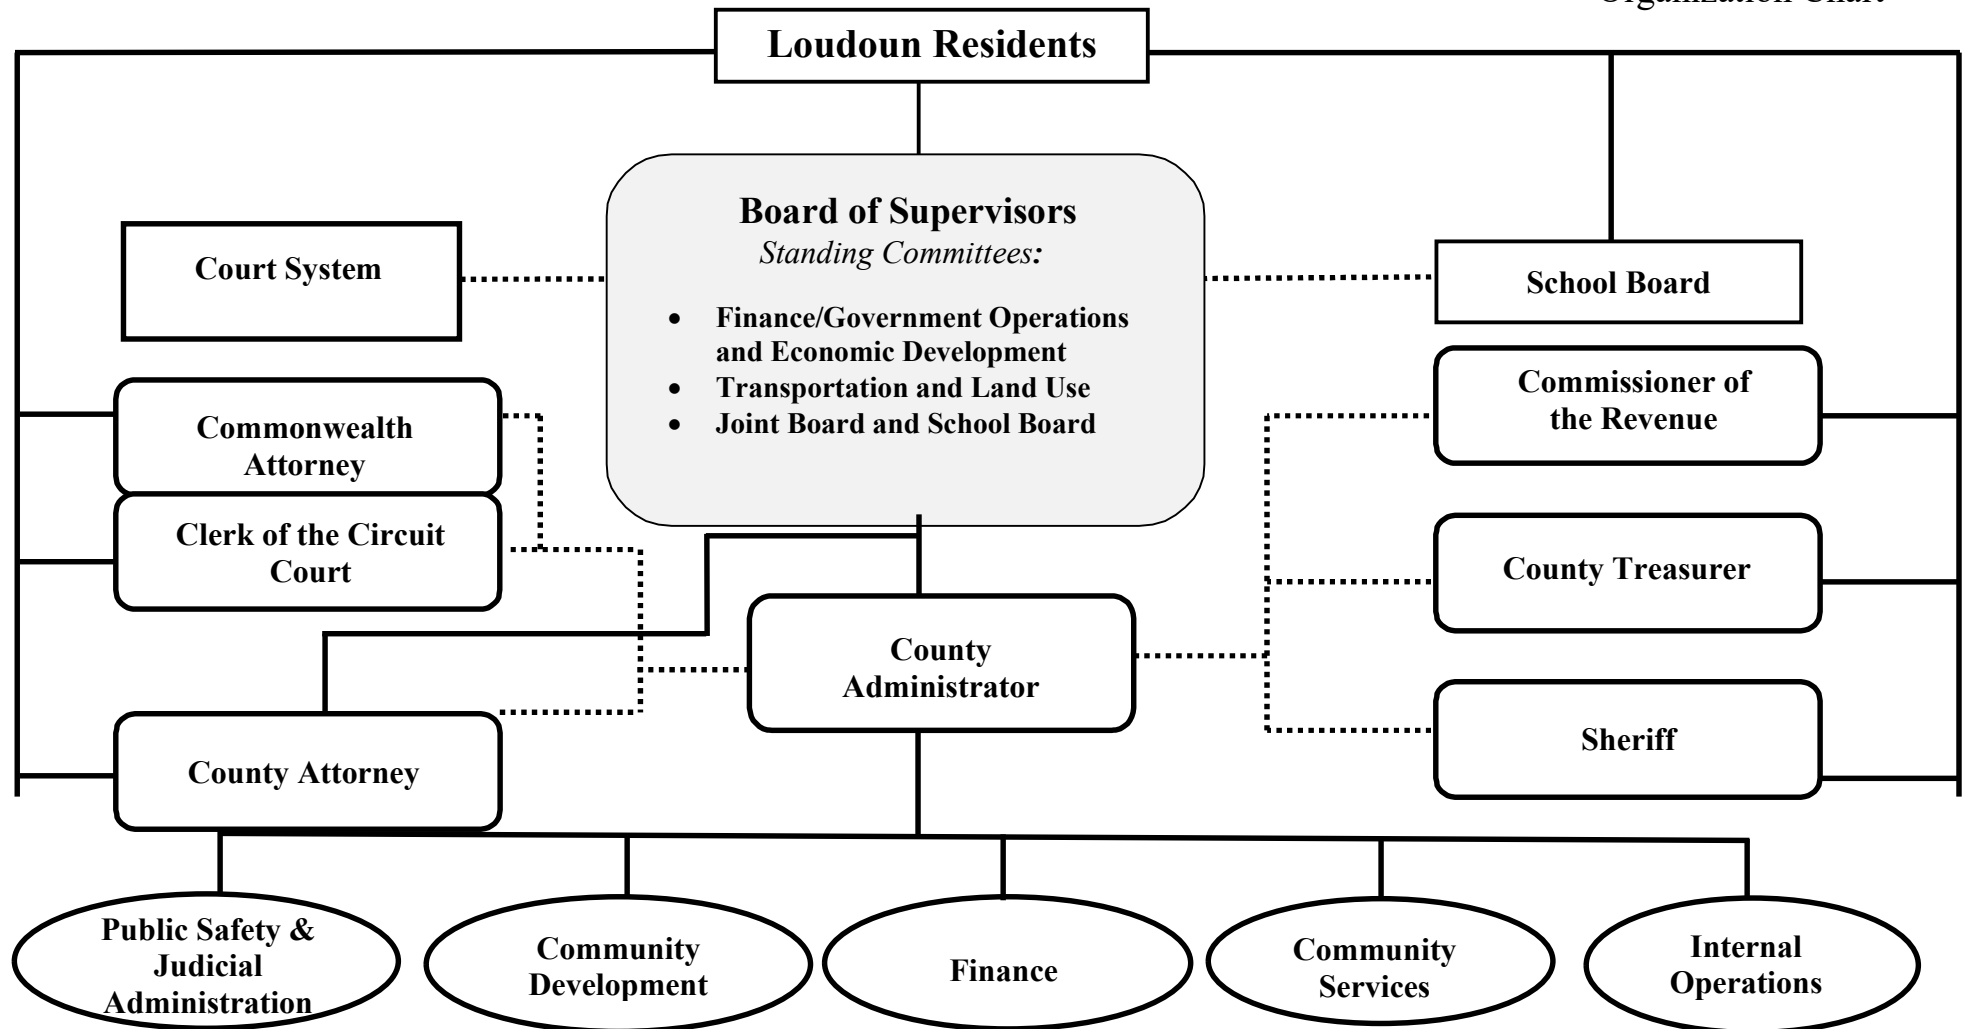 Organization Chart
Loudoun Residents
Board of Supervisors
Standing Committees:
• Finance/Government Operations
and Economic Development
• Transportation and Land Use
• Joint Board and School Board
Court System
School Board
Commonwealth
Attorney
Commissioner of
the Revenue
Clerk of the Circuit
Court
County Treasurer
County
Administrator
Sheriff
County Attorney
Public Safety &
Judicial
Administration
Community
Development
Finance
Community
Services
Internal
Operations